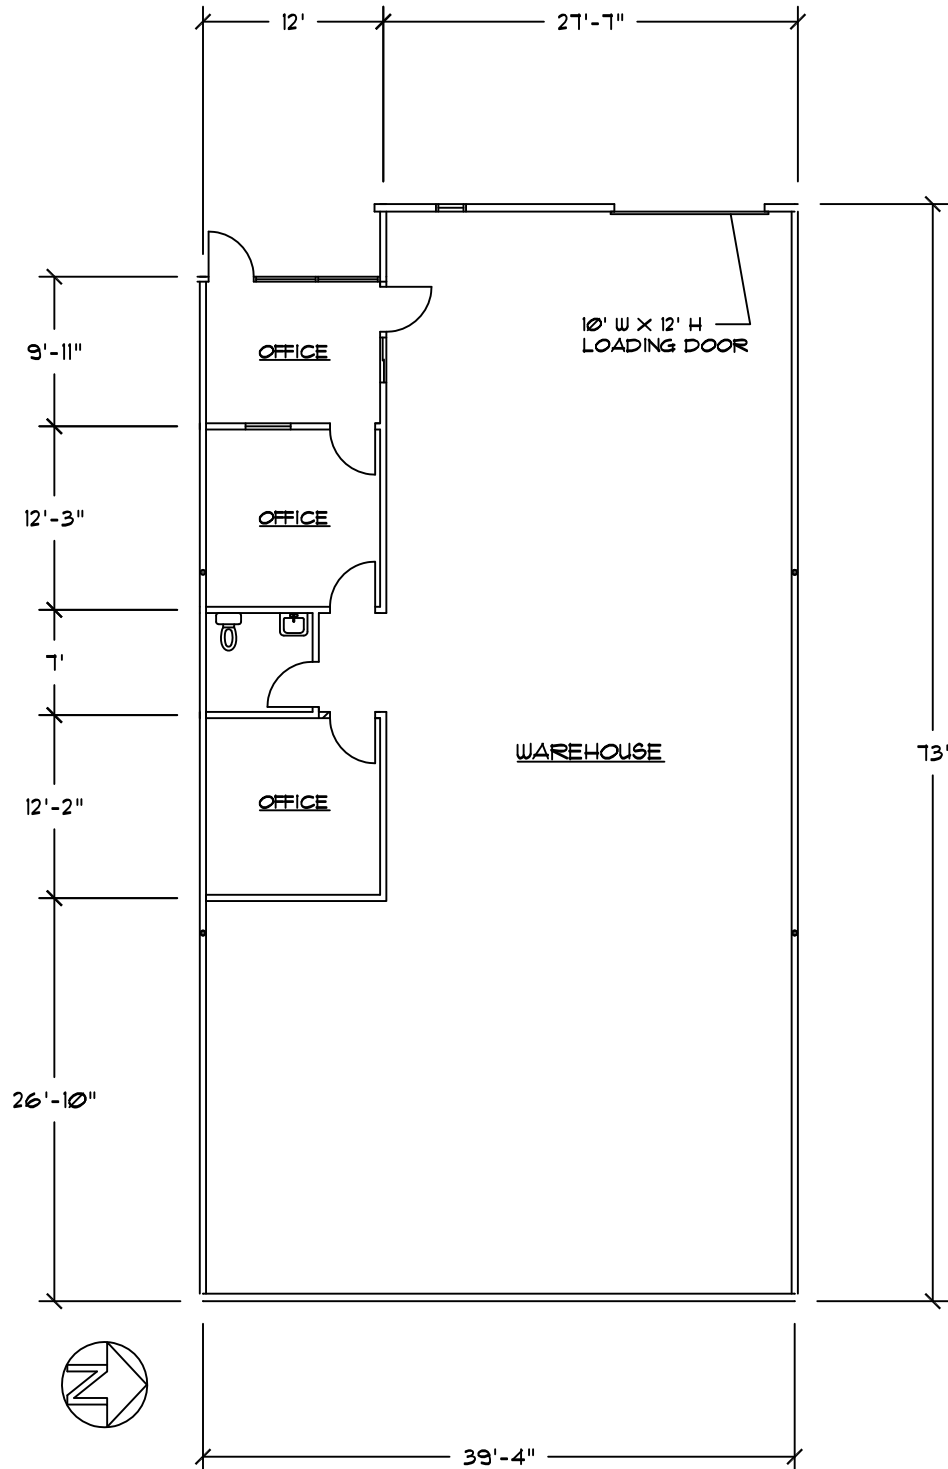 12'
27'-7"
10' W X 12' H
LOADING DOOR
9'-11"
OFFICE
12'-3"
OFFICE
7'
WAREHOUSE
73'
12'-2"
OFFICE
26'-10"
N
39'-4"